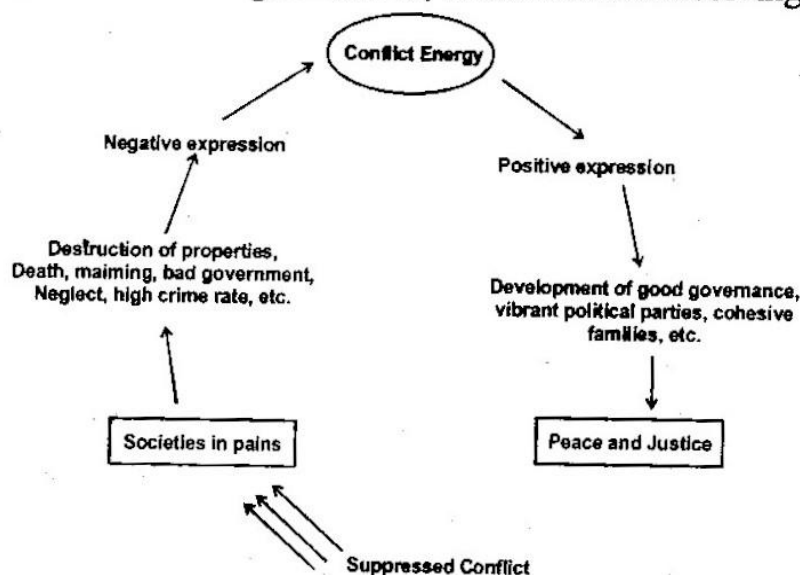 Conflict Energy
Negative expression
Positive expression
Destruction of properties,
Death, maiming, bad government,
Neglect, high crime rate, etc.
Development of good governance,
vibrant political parties, cohesive
families, etc.
Societies in pains
Peace and Justice
Suppressed Conflict